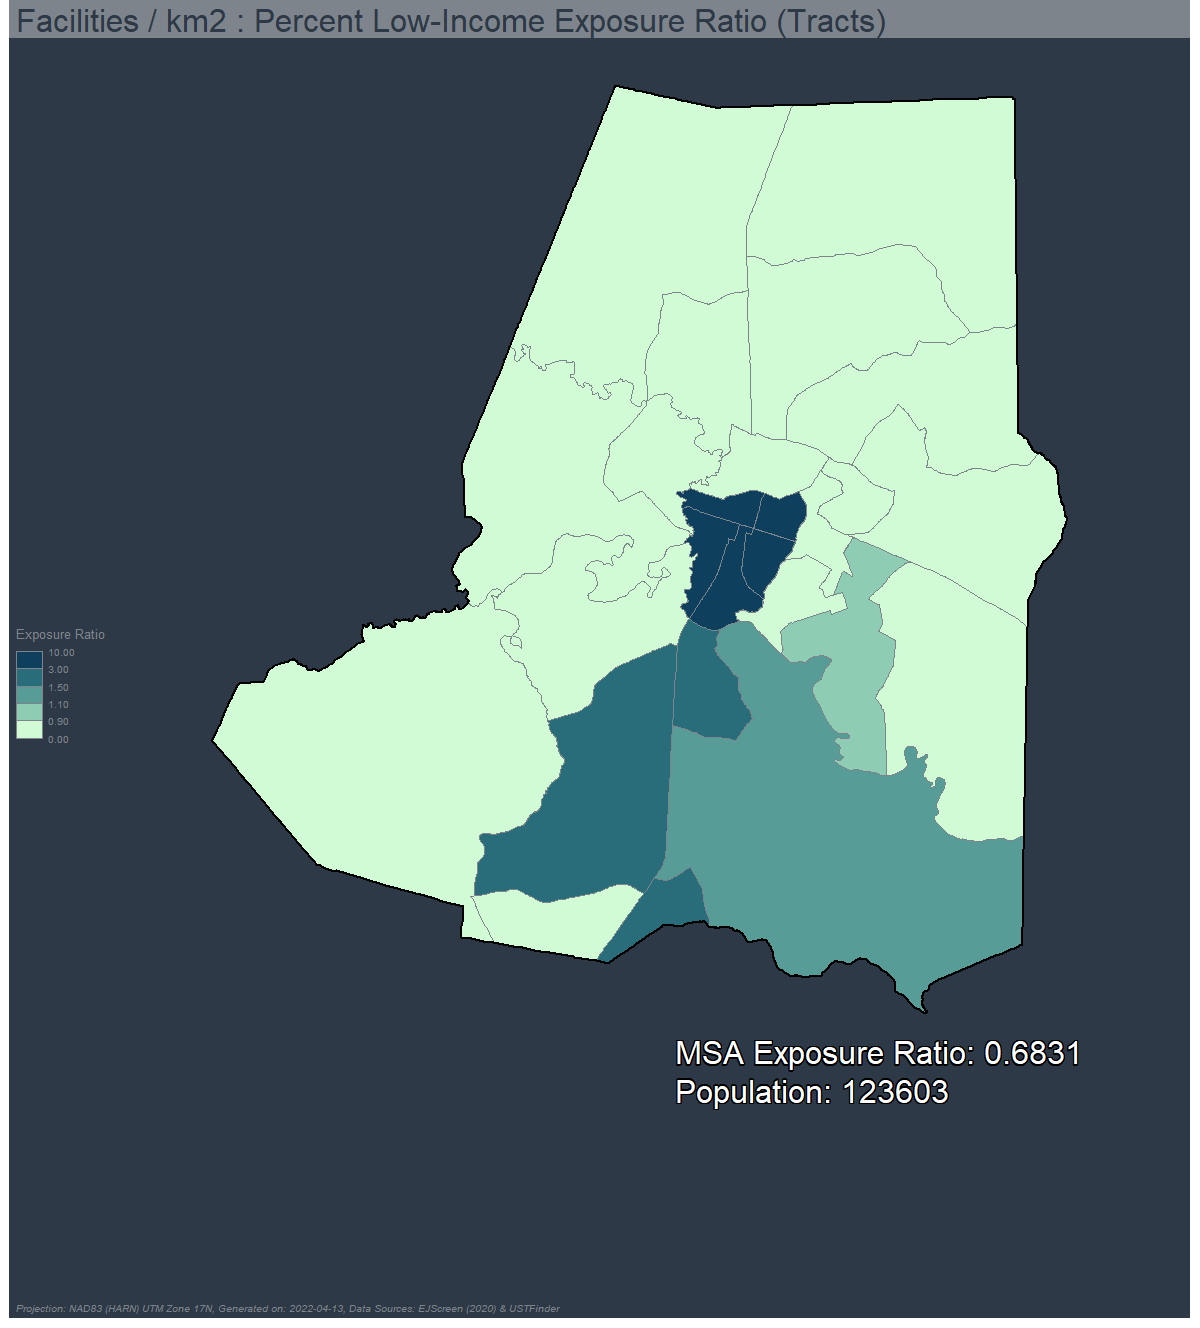 Facilities / km2 : Percent Low-Income Exposure Ratio (Tracts)
Exposure Ratio
10.00
3.00
1.50
1.10
0.90
0.00
MSA Exposure Ratio: 0.6831
Population: 123603
Projection: NAD83 (HARN) UTM Zone 17N, Generated on: 2022-04-13, Data Sources: EJScreen (2020) & USTFinder